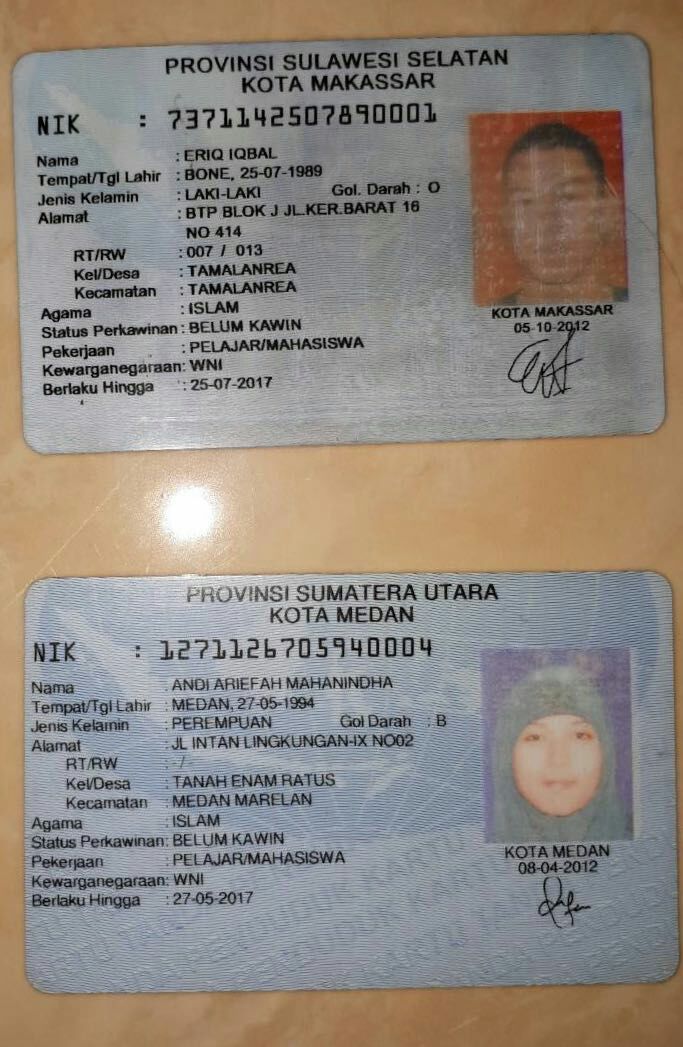 PROVINSI SULAWESI SELATAN
KOTA MAKASSAR
NIK : 7371142507890001
Nama : ERIQ IQBAL
Tempat/Tgl Lahir : BONE, 25-07-1989
Jenis Kelamin : LAKI-LAKI Gol. Darah : O
Alamat : BTP BLOK J JL.KER.BARAT 16
NO 414
RT/RW : 007 / 013
Kel/Desa : TAMALANREA
Kecamatan : TAMALANREA
Agama : ISLAM
Status Perkawinan : BELUM KAWIN
Pekerjaan : PELAJAR/MAHASISWA
Kewarganegaraan: WNI
Berlaku Hingga : 25-07-2017
KOTA MAKASSAR
05-10-2012
PROVINSI SUMATERA UTARA
KOTA MEDAN
NIK : 1271126705940004
Nama : ANDI ARIEFAH MAHANINDHA
Tempat/Tgl Lahir : MEDAN, 27-05-1994
Jenis Kelamin : PEREMPUAN Gol Darah : B
Alamat : JL INTAN LINGKUNGAN-IX NO02
RT/RW : -/
Kel/Desa : TANAH ENAM RATUS
Kecamatan : MEDAN MARELAN
Agama : ISLAM
Status Perkawinan: BELUM KAWIN
Pekerjaan : PELAJAR/MAHASISWA
Kewarganegaraan: WNI
Berlaku Hingga : 27-05-2017
KOTA MEDAN
08-04-2012